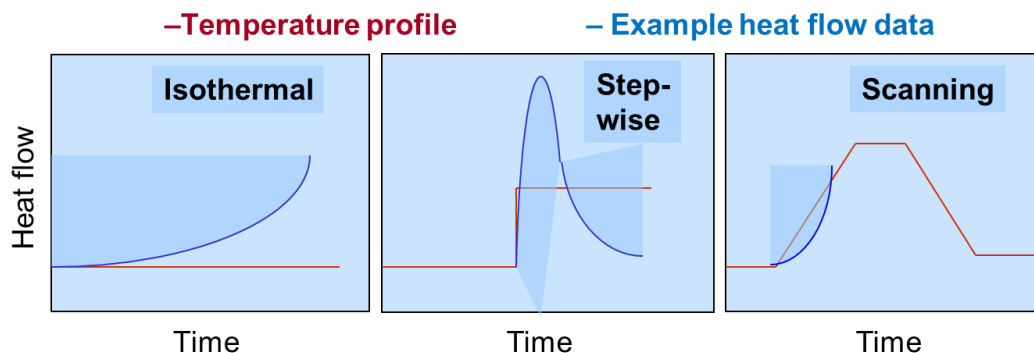 –Temperature profile – Example heat flow data
Isothermal
Step-
wise
Scanning
Heat flow
Time Time Time